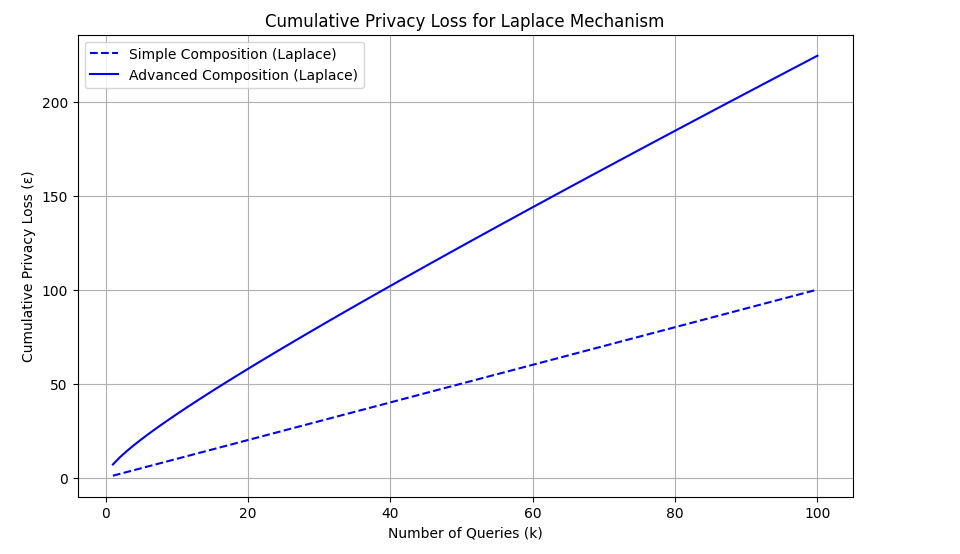 Cumulative Privacy Loss for Laplace Mechanism
Simple Composition (Laplace)
Advanced Composition (Laplace)
Cumulative Privacy Loss (ε)
200
150
100
50
0
0 20 40 60 80 100
Number of Queries (k)